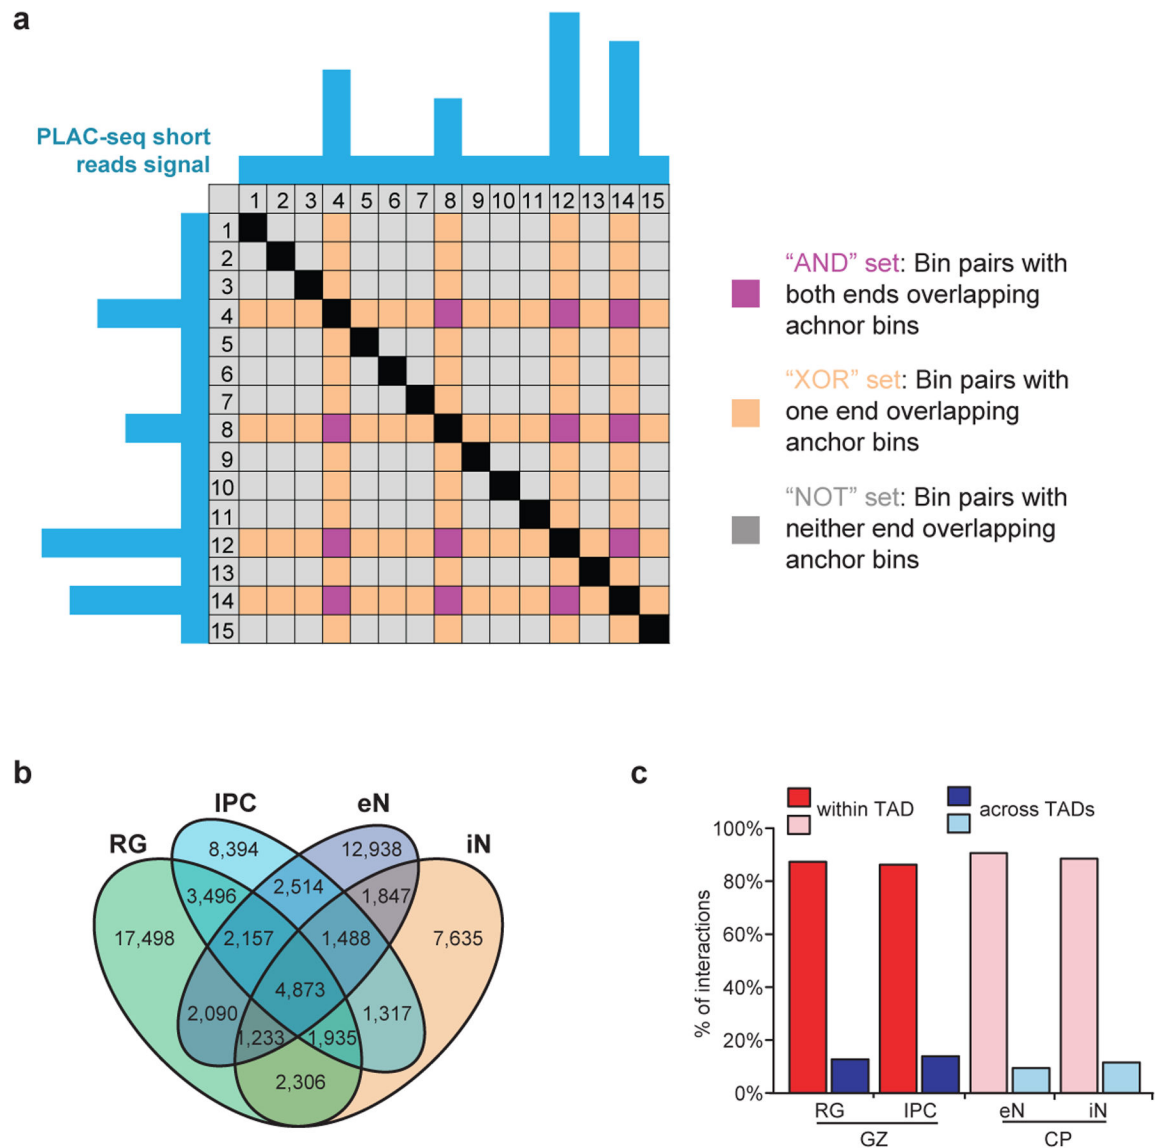 a
PLAC-seq short
reads signal
1 2 3 4 5 6 7 8 9 10 11 12 13 14 15
1
2
3
4
5
6
7
8
9
10
11
12
13
14
15
“AND” set: Bin pairs with
both ends overlapping
achnor bins
“XOR” set: Bin pairs with
one end overlapping
anchor bins
“NOT” set: Bin pairs with
neither end overlapping
anchor bins
b
RG
IPC
eN
iN
8,394
12,938
3,496
2,514
1,847
17,498
2,157
1,488
7,635
4,873
2,090
1,317
1,233
1,935
2,306
c
within TAD
across TADs
% of interactions
100%
80%
60%
40%
20%
0%
RG IPC eN iN
GZ CP